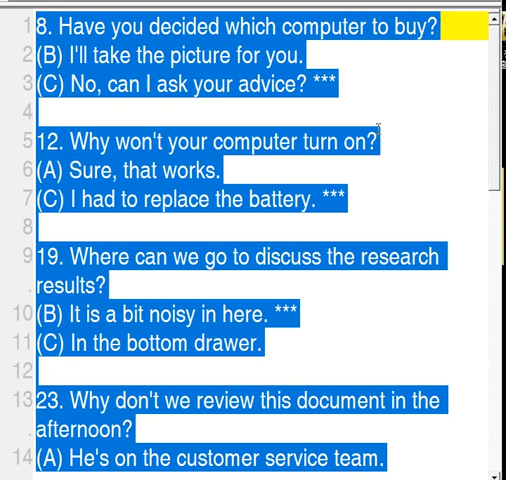 1 8. Have you decided which computer to buy?
2 (B) I'll take the picture for you.
3 (C) No, can I ask your advice? ***
4
5 12. Why won't your computer turn on?
6 (A) Sure, that works.
7 (C) I had to replace the battery. ***
8
9 19. Where can we go to discuss the research
. results?
10 (B) It is a bit noisy in here. ***
11 (C) In the bottom drawer.
12
13 23. Why don't we review this document in the
. afternoon?
14 (A) He's on the customer service team.